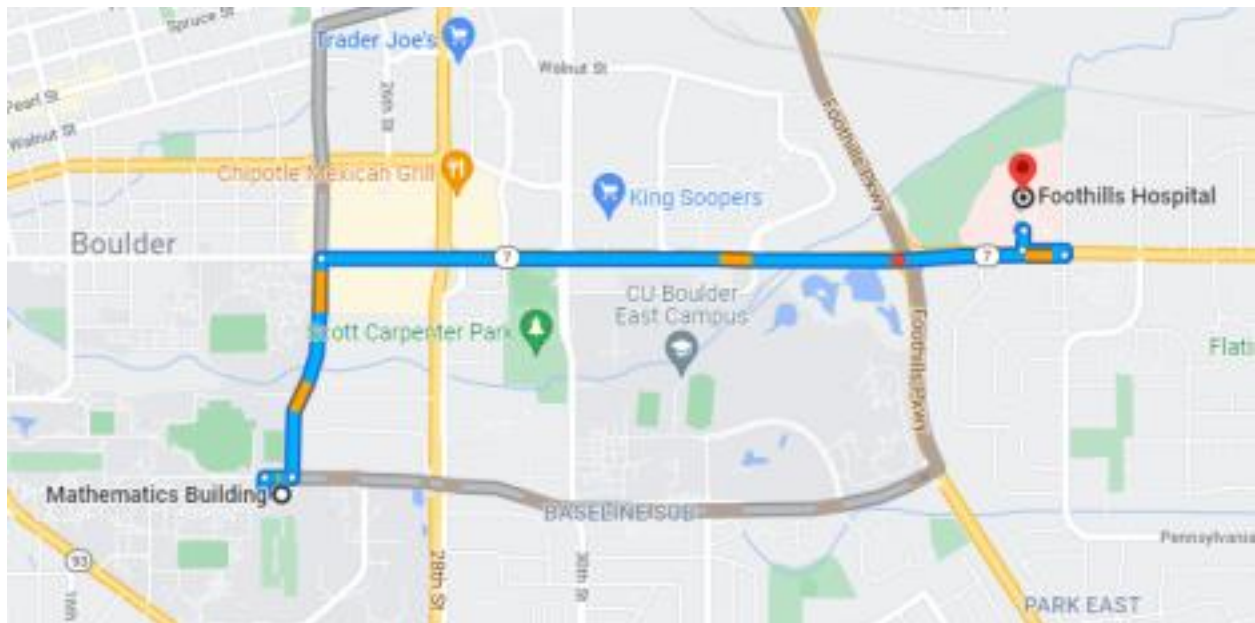 Spruce St
Trader Joe's
Walnut St
26th St
Pearl St
Walnut St
Foothills Pkwy
Chipotle Mexican Grill
King Soopers
Foothills Hospital
Boulder
7
7
CU Boulder
East Campus
Scott Carpenter Park
Foothills Pkwy
Flati
Mathematics Building
BASELINE SUB
93
28th St
30th St
Pennsylvania
PARK EAST